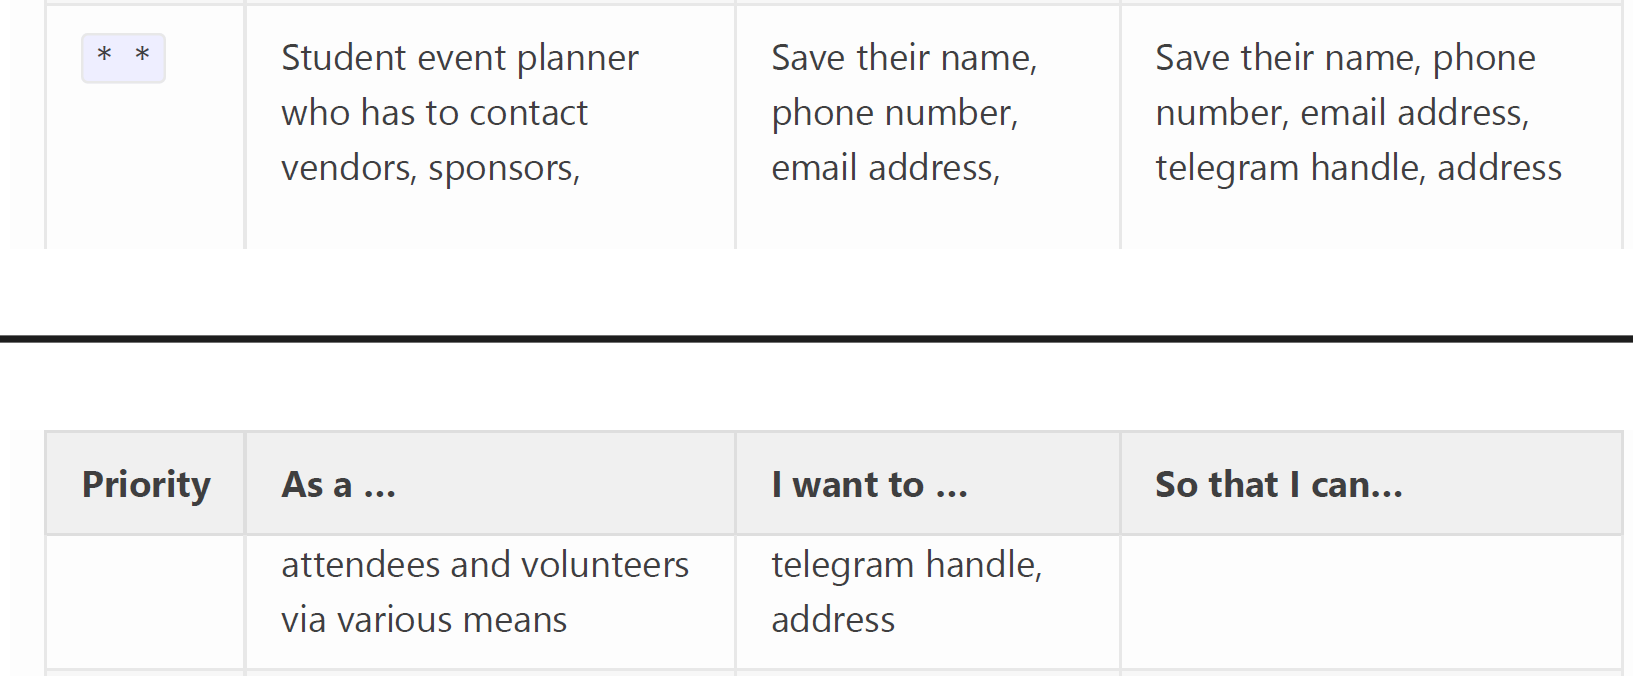 * *
Student event planner
who has to contact
vendors, sponsors,
Save their name,
phone number,
email address,
Save their name, phone
number, email address,
telegram handle, address
Priority
As a ...
I want to ...
So that I can...
attendees and volunteers
via various means
telegram handle,
address